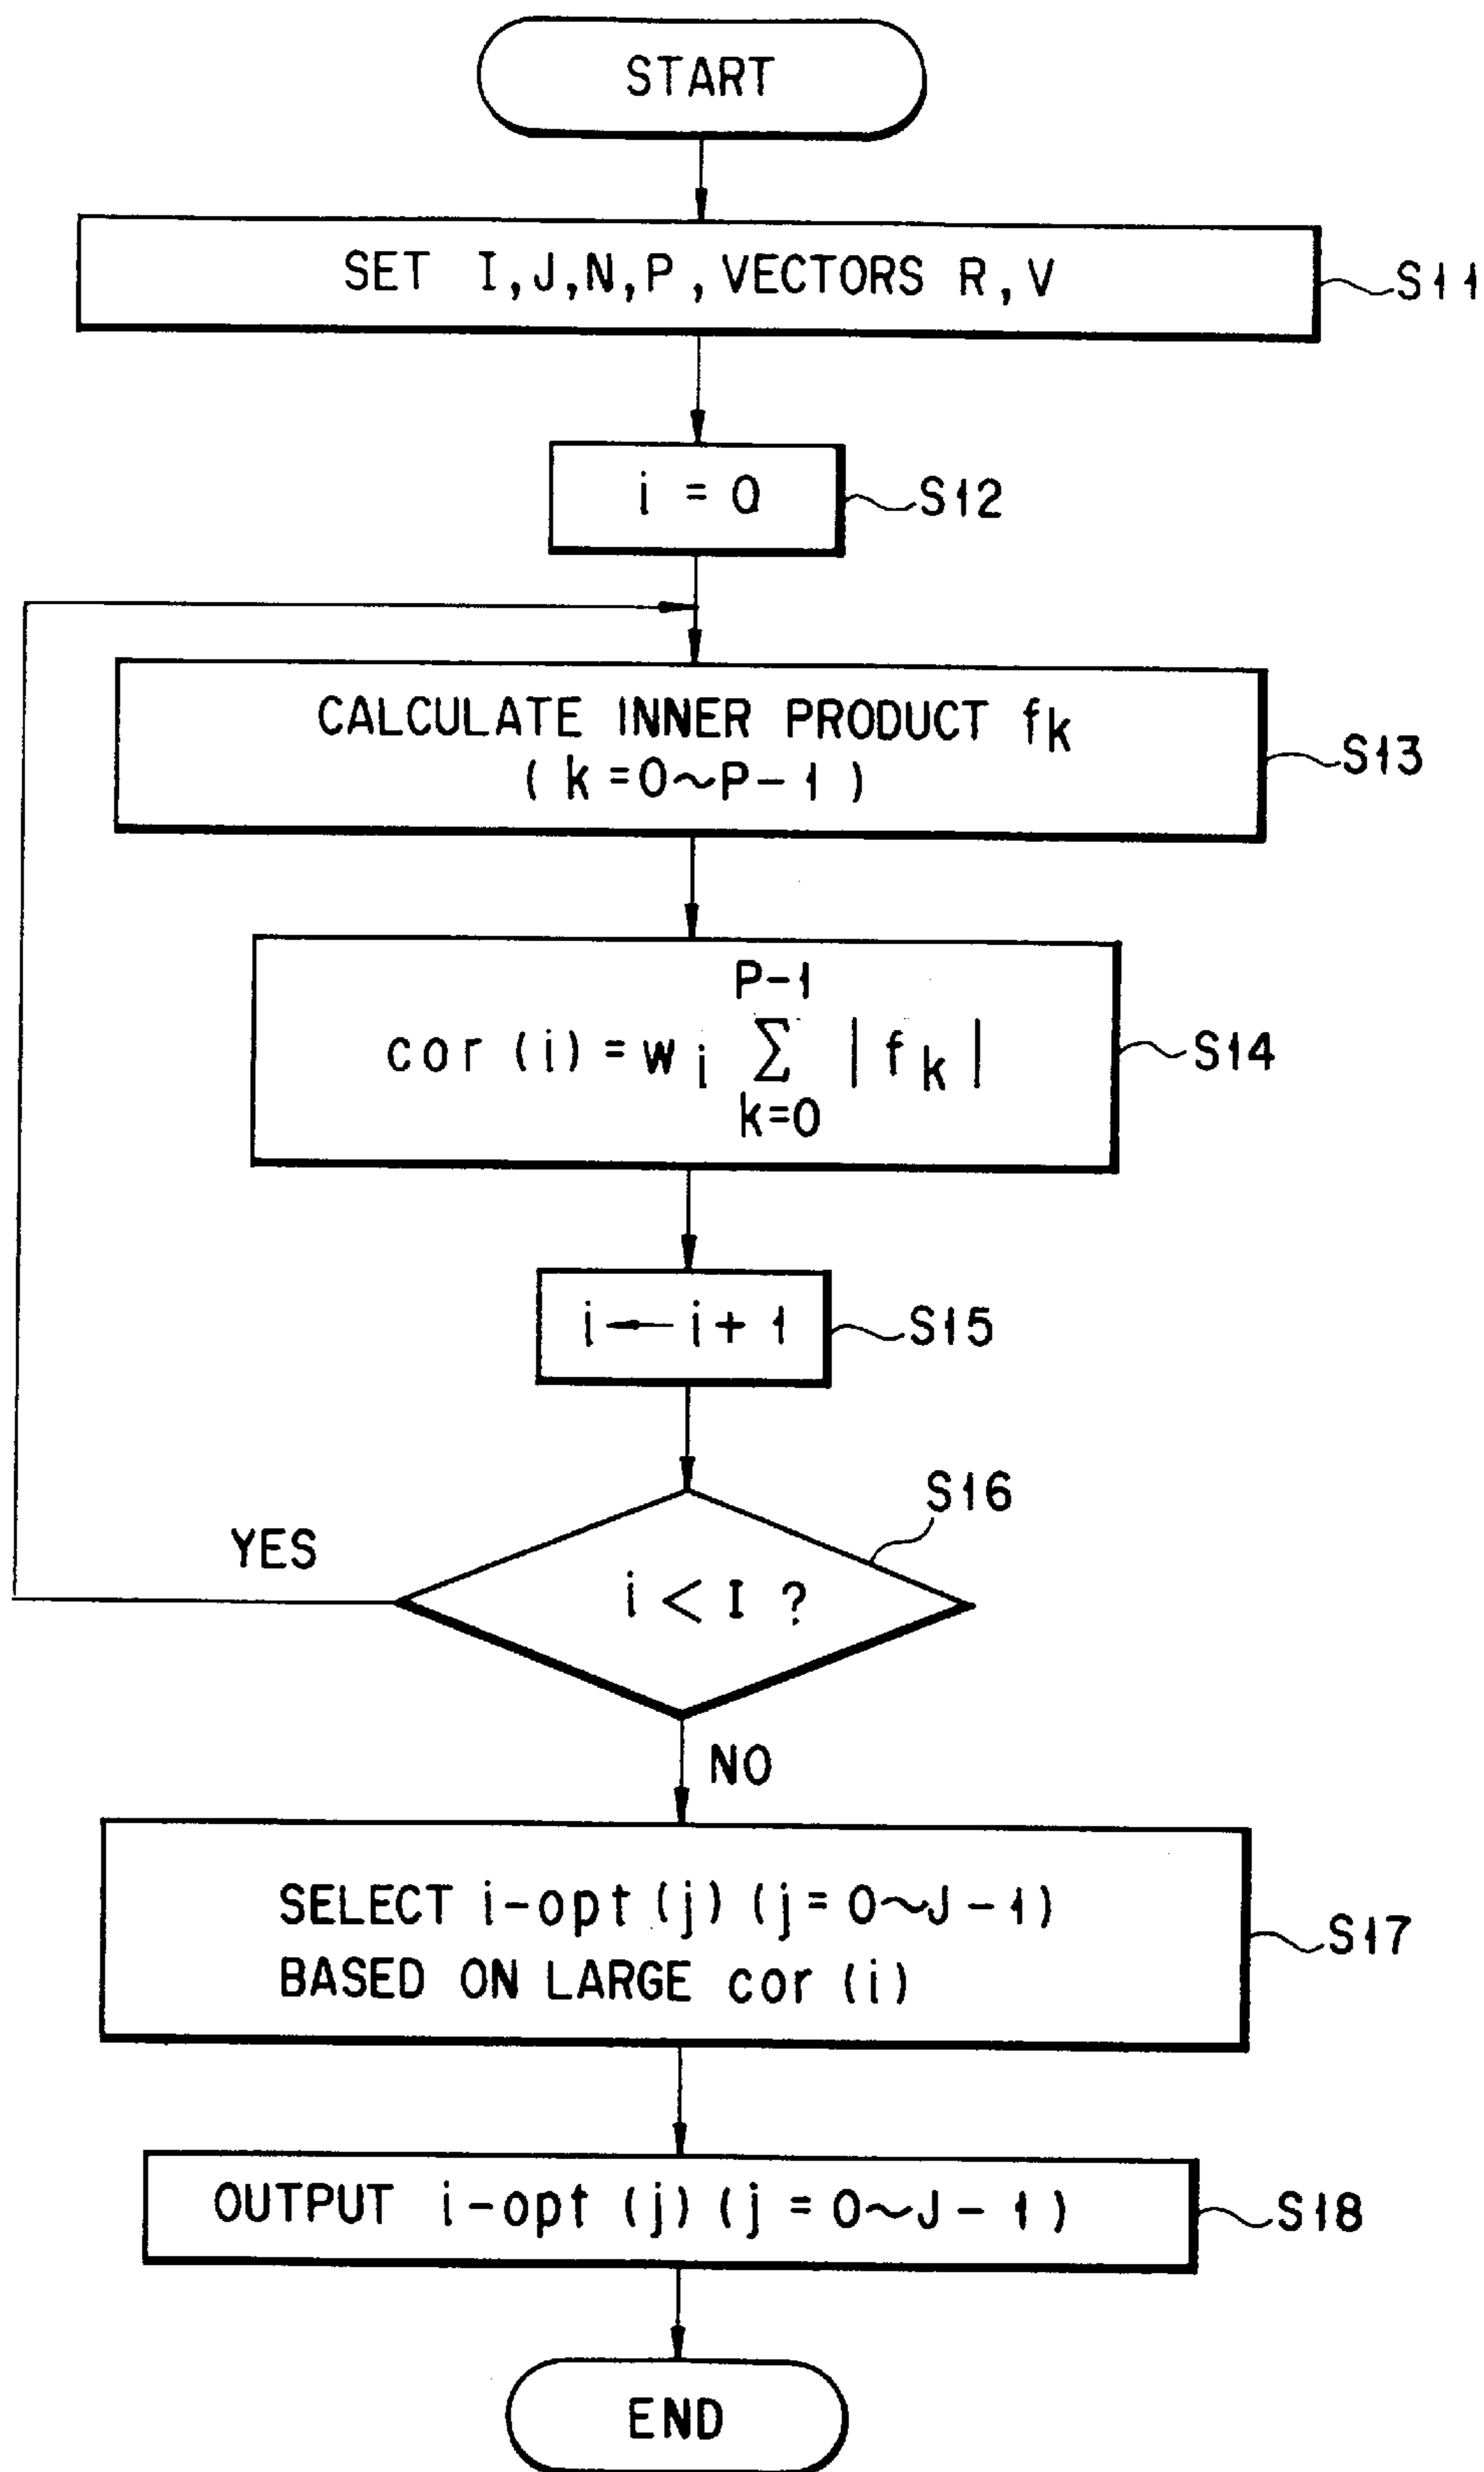 START
SET I,J,N,P,VECTORS R,V
S11
i = 0
S12
CALCULATE INNER PRODUCT fk
(k=0~P-1)
S13
P-1
cor (i) = wi Σ |fk|
k=0
S14
i ← i + 1
S15
S16
YES
i < I ?
NO
SELECT i-opt (j) (j=0~J-1)
BASED ON LARGE cor (i)
S17
OUTPUT i-opt (j) (j=0~J-1)
S18
END